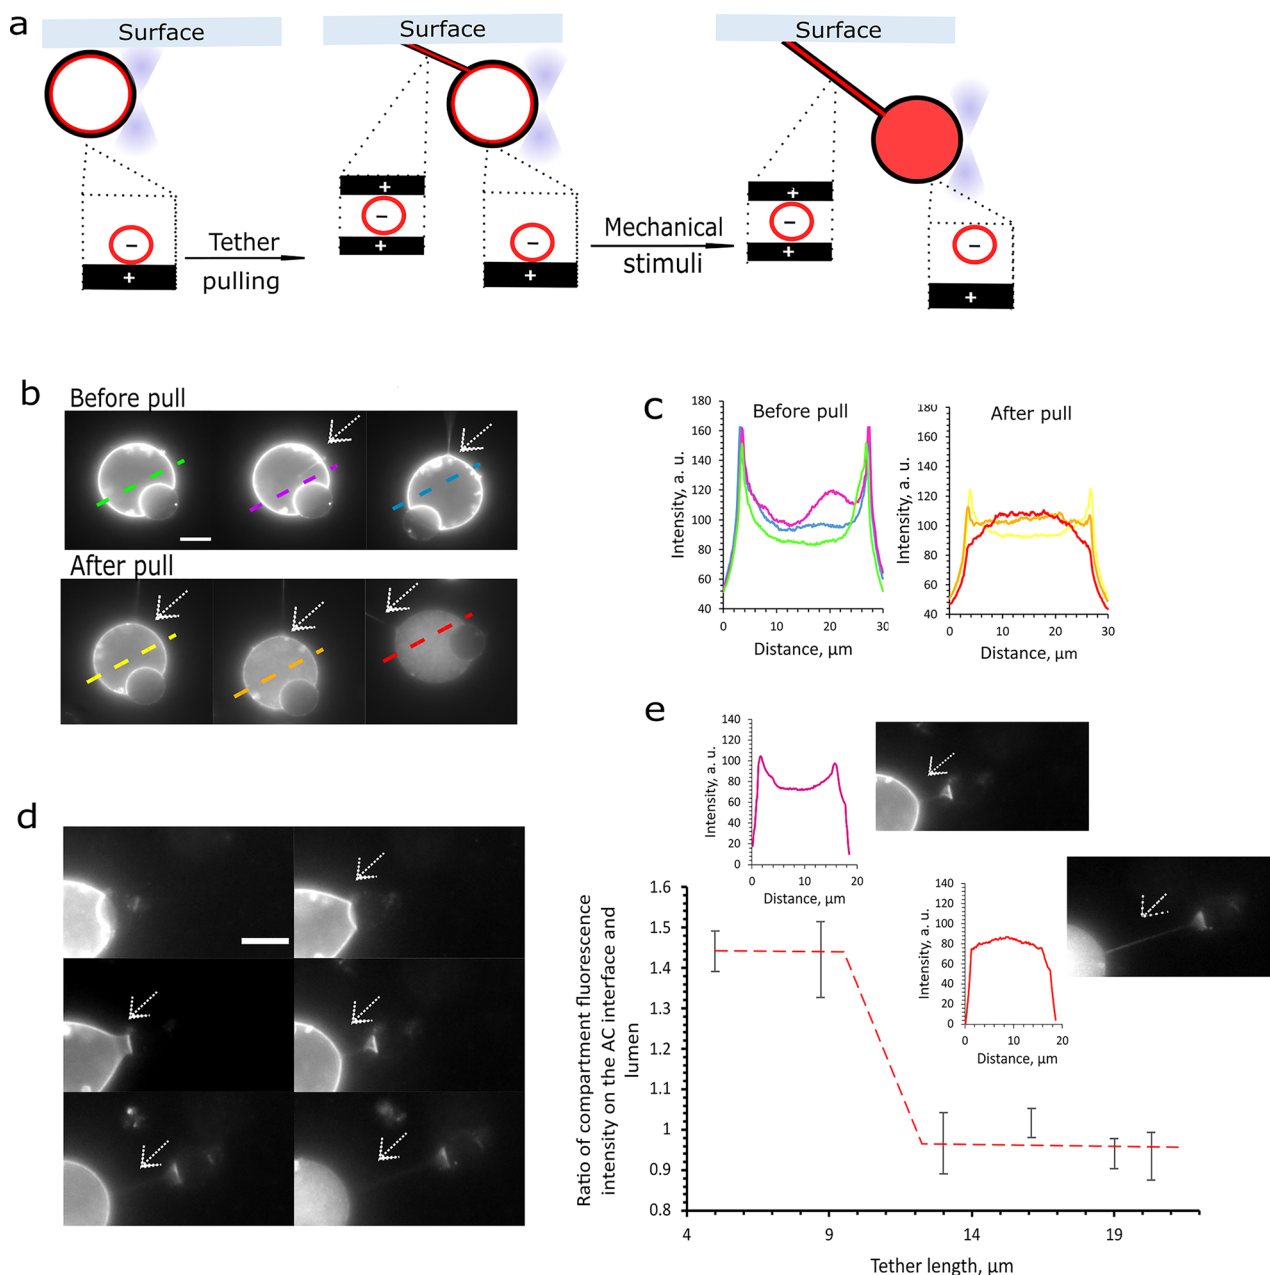 a
Surface
Surface
Surface
+
−
+
−
+
−
+
+
−
+
−
+
Tether
pulling
Mechanical
stimuli
b
Before pull
After pull
c
Before pull
Intensity, a. u.
180
160
140
120
100
80
60
40
0
10
20
30
Distance, µm
After pull
Intensity, a. u.
180
160
140
120
100
80
60
40
0
10
20
30
Distance, µm
d
e
Intensity, a. u.
140
120
100
80
60
40
20
0
0
10
20
Distance, µm
Intensity, a. u.
140
120
100
80
60
40
20
0
0
10
20
Distance, µm
Ratio of compartment fluorescence
intensity on the AC interface and
lumen
1.6
1.5
1.4
1.3
1.2
1.1
1
0.9
0.8
4
9
14
19
Tether length, µm